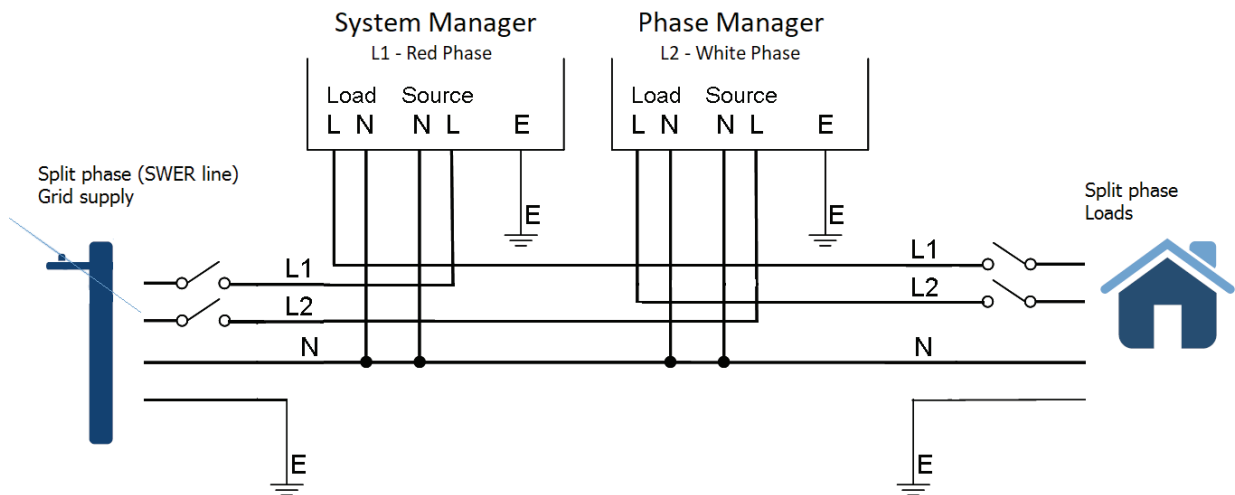 System Manager
L1 - Red Phase
Load Source
L N N L E
Phase Manager
L2 - White Phase
Load Source
L N N L E
Split phase (SWER line)
Grid supply
Split phase
Loads
E
E
L1
L2
N
L1
L2
N
E
E